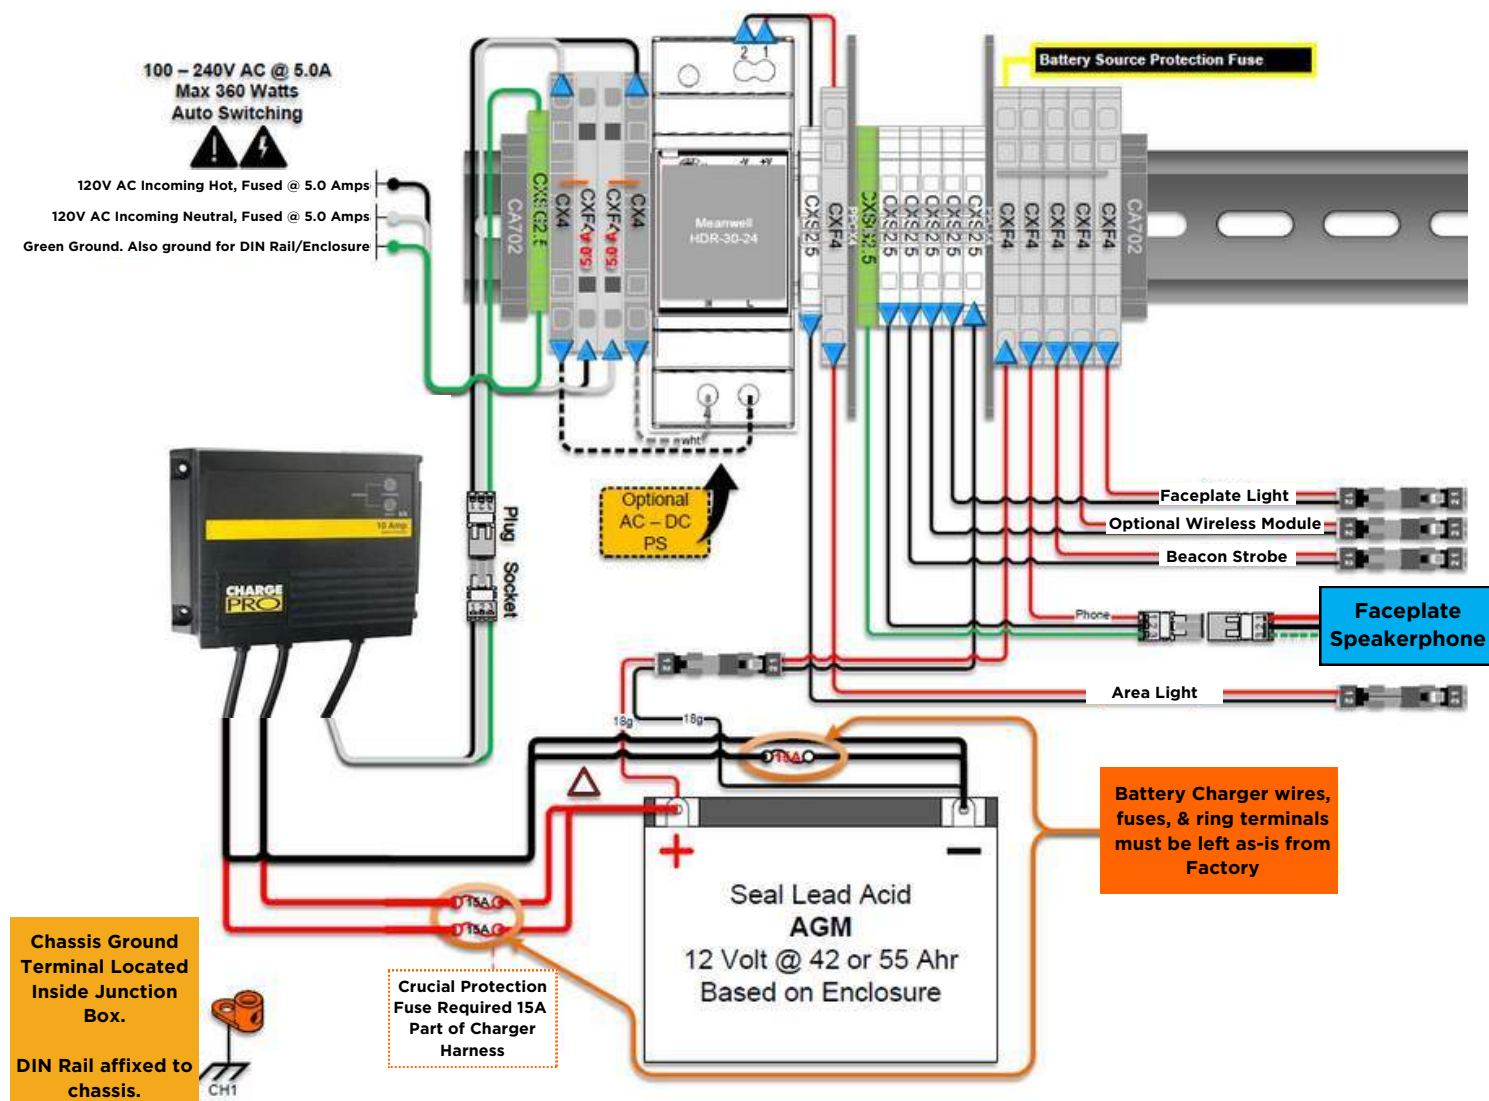 100 – 240V AC @ 5.0A
Max 360 Watts
Auto Switching
120V AC Incoming Hot, Fused @ 5.0 Amps
120V AC Incoming Neutral, Fused @ 5.0 Amps
Green Ground. Also ground for DIN Rail/Enclosure
CA702
CX4
CXF4
5.0A
CXF4
5.0A
CX4
2 1
-V +V
Meanwell
HDR-30-24
N L
wht
Optional
AC – DC
PS
CXS2.5
CXF4
CXS2.5
CXS2.5
CXS2.5
CXS2.5
CXS2.5
CXF4
CXF4
CXF4
CXF4
CXF4
CA702
Battery Source Protection Fuse
10 Amp
CHARGE
PRO
Plug
Socket
Faceplate Light
Optional Wireless Module
Beacon Strobe
Phone
Faceplate
Speakerphone
Area Light
18g
18g
15A
Battery Charger wires,
fuses, & ring terminals
must be left as-is from
Factory
+ −
Seal Lead Acid
AGM
12 Volt @ 42 or 55 Ahr
Based on Enclosure
15A
15A
Crucial Protection
Fuse Required 15A
Part of Charger
Harness
Chassis Ground
Terminal Located
Inside Junction
Box.
DIN Rail affixed to
chassis.
CH1